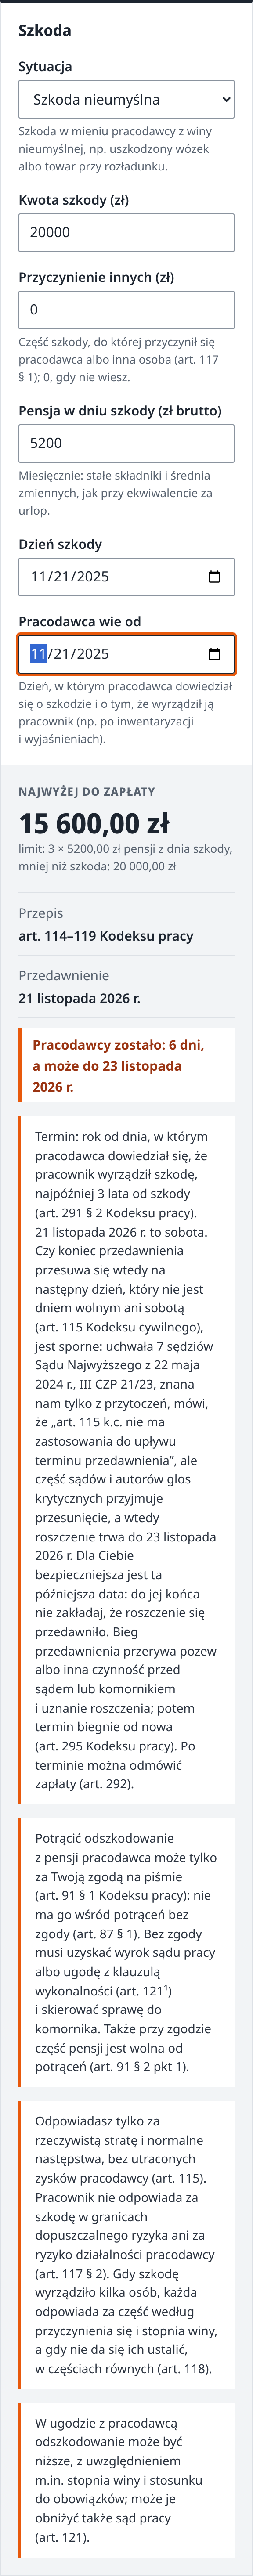 Szkoda
Sytuacja
Szkoda nieumyślna
Szkoda w mieniu pracodawcy z winy
nieumyślnej, np. uszkodzony wózek
albo towar przy rozładunku.
Kwota szkody (zł)
20000
Przyczynienie innych (zł)
0
Część szkody, do której przyczynił się
pracodawca albo inna osoba (art. 117
§ 1); 0, gdy nie wiesz.
Pensja w dniu szkody (zł brutto)
5200
Miesięcznie: stałe składniki i średnia
zmiennych, jak przy ekwiwalencie za
urlop.
Dzień szkody
11/21/2025
Pracodawca wie od
11/21/2025
Dzień, w którym pracodawca dowiedział
się o szkodzie i o tym, że wyrządził ją
pracownik (np. po inwentaryzacji
i wyjaśnieniach).
NAJWYŻEJ DO ZAPŁATY
15 600,00 zł
limit: 3 × 5200,00 zł pensji z dnia szkody,
mniej niż szkoda: 20 000,00 zł
Przepis
art. 114–119 Kodeksu pracy
Przedawnienie
21 listopada 2026 r.
Pracodawcy zostało: 6 dni,
a może do 23 listopada
2026 r.
Termin: rok od dnia, w którym
pracodawca dowiedział się, że
pracownik wyrządził szkodę,
najpóźniej 3 lata od szkody
(art. 291 § 2 Kodeksu pracy).
21 listopada 2026 r. to sobota.
Czy koniec przedawnienia
przesuwa się wtedy na
następny dzień, który nie jest
dniem wolnym ani sobotą
(art. 115 Kodeksu cywilnego),
jest sporne: uchwała 7 sędziów
Sądu Najwyższego z 22 maja
2024 r., III CZP 21/23, znana
nam tylko z przytoczeń, mówi,
że „art. 115 k.c. nie ma
zastosowania do upływu
terminu przedawnienia”, ale
część sądów i autorów glos
krytycznych przyjmuje
przesunięcie, a wtedy
roszczenie trwa do 23 listopada
2026 r. Dla Ciebie
bezpieczniejsza jest ta
późniejsza data: do jej końca
nie zakładaj, że roszczenie się
przedawniło. Bieg
przedawnienia przerywa pozew
albo inna czynność przed
sądem lub komornikiem
i uznanie roszczenia; potem
termin biegnie od nowa
(art. 295 Kodeksu pracy). Po
terminie można odmówić
zapłaty (art. 292).
Potrącić odszkodowanie
z pensji pracodawca może tylko
za Twoją zgodą na piśmie
(art. 91 § 1 Kodeksu pracy): nie
ma go wśród potrąceń bez
zgody (art. 87 § 1). Bez zgody
musi uzyskać wyrok sądu pracy
albo ugodę z klauzulą
wykonalności (art. 121¹)
i skierować sprawę do
komornika. Także przy zgodzie
część pensji jest wolna od
potrąceń (art. 91 § 2 pkt 1).
Odpowiadasz tylko za
rzeczywistą stratę i normalne
następstwa, bez utraconych
zysków pracodawcy (art. 115).
Pracownik nie odpowiada za
szkodę w granicach
dopuszczalnego ryzyka ani za
ryzyko działalności pracodawcy
(art. 117 § 2). Gdy szkodę
wyrządziło kilka osób, każda
odpowiada za część według
przyczynienia się i stopnia winy,
a gdy nie da się ich ustalić,
w częściach równych (art. 118).
W ugodzie z pracodawcą
odszkodowanie może być
niższe, z uwzględnieniem
m.in. stopnia winy i stosunku
do obowiązków; może je
obniżyć także sąd pracy
(art. 121).